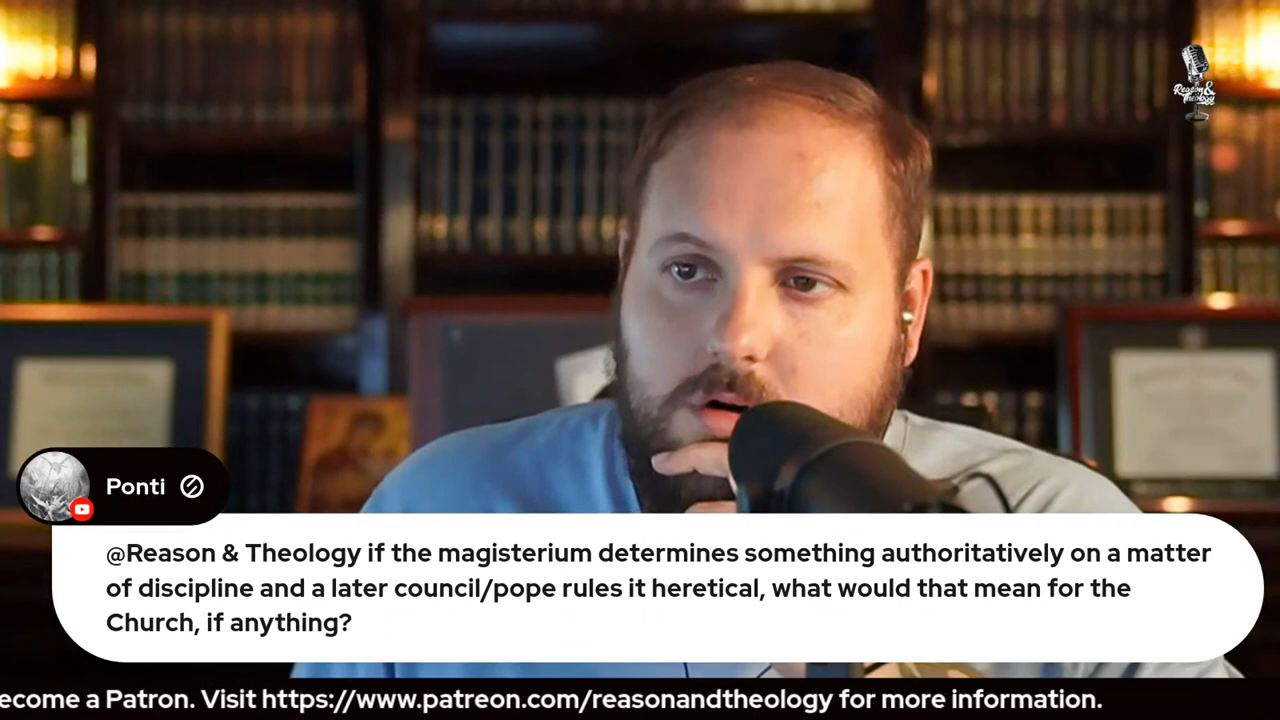 Reason &
Theology
Ponti
@Reason & Theology if the magisterium determines something authoritatively on a matter
of discipline and a later council/pope rules it heretical, what would that mean for the
Church, if anything?
ecome a Patron. Visit https://www.patreon.com/reasonandtheology for more information.